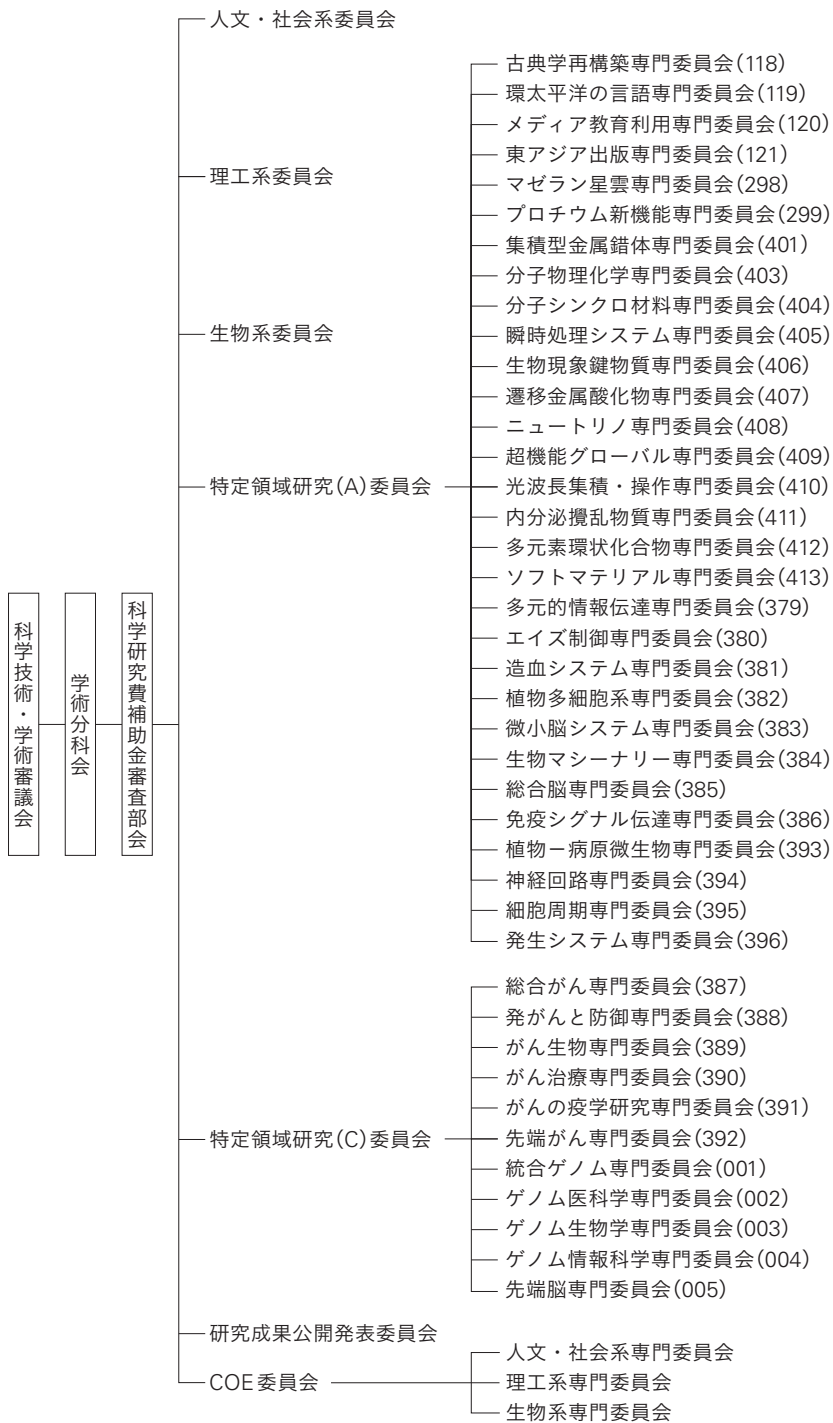 科学技術・学術審議会
学術分科会
科学研究費補助金審査部会
人文・社会系委員会
理工系委員会
生物系委員会
特定領域研究(A)委員会
古典学再構築専門委員会(118)
環太平洋の言語専門委員会(119)
メディア教育利用専門委員会(120)
東アジア出版専門委員会(121)
マゼラン星雲専門委員会(298)
プロチウム新機能専門委員会(299)
集積型金属錯体専門委員会(401)
分子物理化学専門委員会(403)
分子シンクロ材料専門委員会(404)
瞬時処理システム専門委員会(405)
生物現象鍵物質専門委員会(406)
遷移金属酸化物専門委員会(407)
ニュートリノ専門委員会(408)
超機能グローバル専門委員会(409)
光波長集積・操作専門委員会(410)
内分泌攪乱物質専門委員会(411)
多元素環状化合物専門委員会(412)
ソフトマテリアル専門委員会(413)
多元的情報伝達専門委員会(379)
エイズ制御専門委員会(380)
造血システム専門委員会(381)
植物多細胞系専門委員会(382)
微小脳システム専門委員会(383)
生物マシーナリー専門委員会(384)
総合脳専門委員会(385)
免疫シグナル伝達専門委員会(386)
植物ー病原微生物専門委員会(393)
神経回路専門委員会(394)
細胞周期専門委員会(395)
発生システム専門委員会(396)
特定領域研究(C)委員会
総合がん専門委員会(387)
発がんと防御専門委員会(388)
がん生物専門委員会(389)
がん治療専門委員会(390)
がんの疫学研究専門委員会(391)
先端がん専門委員会(392)
統合ゲノム専門委員会(001)
ゲノム医科学専門委員会(002)
ゲノム生物学専門委員会(003)
ゲノム情報科学専門委員会(004)
先端脳専門委員会(005)
研究成果公開発表委員会
COE委員会
人文・社会系専門委員会
理工系専門委員会
生物系専門委員会